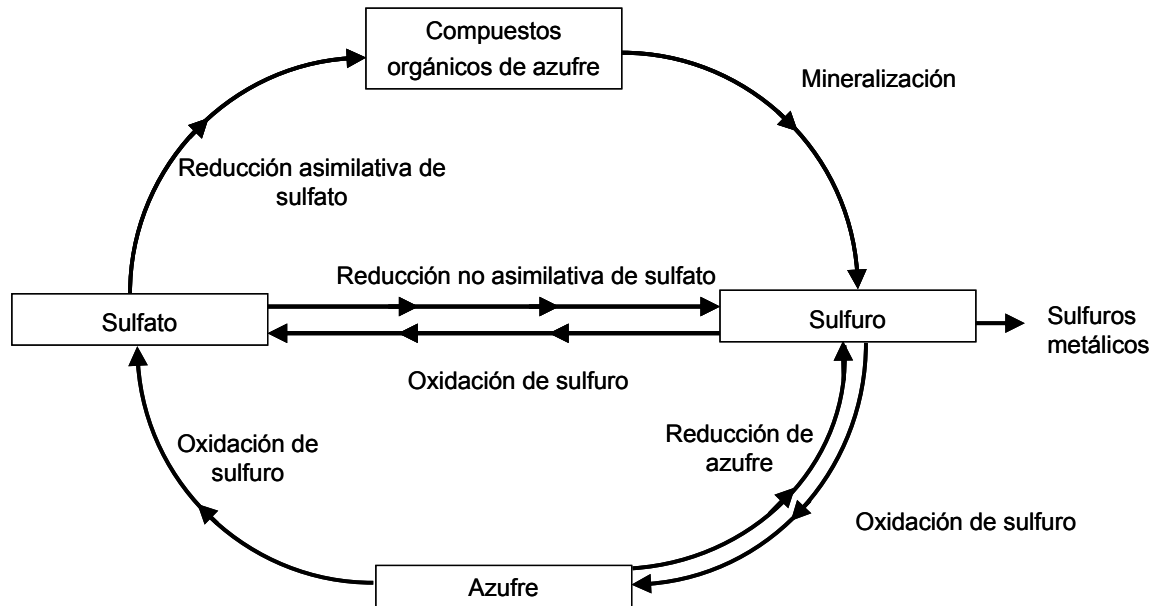 Compuestos
orgánicos de azufre
Mineralización
Reducción asimilativa de
sulfato
Reducción no asimilativa de sulfato
Sulfato
Sulfuro
Sulfuros
metálicos
Oxidación de sulfuro
Oxidación de
sulfuro
Reducción de
azufre
Oxidación de sulfuro
Azufre